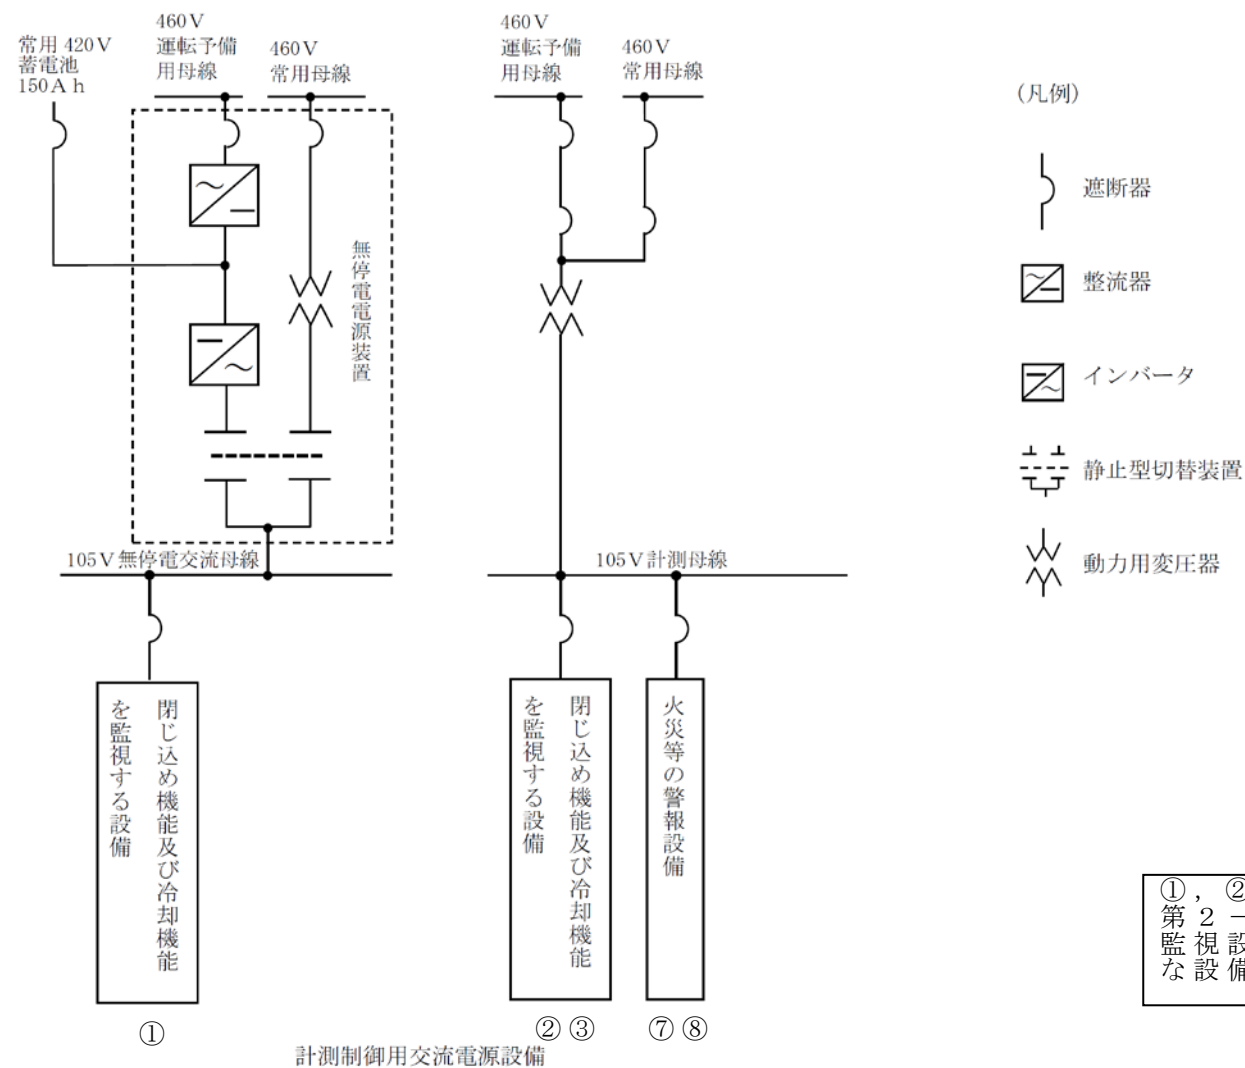 常用 420V
蓄電池
150Ah
460V
運転予備
用母線
460V
常用母線
無停電電源装置
105V無停電交流母線
閉じ込め機能及び冷却機能
を監視する設備
①
460V
運転予備
用母線
460V
常用母線
105V計測母線
閉じ込め機能及び冷却機能
を監視する設備
②③
火災等の警報設備
⑦⑧
計測制御用交流電源設備
(凡例)
遮断器
整流器
インバータ
静止型切替装置
動力用変圧器
①，②
第２－
監視設
な設備